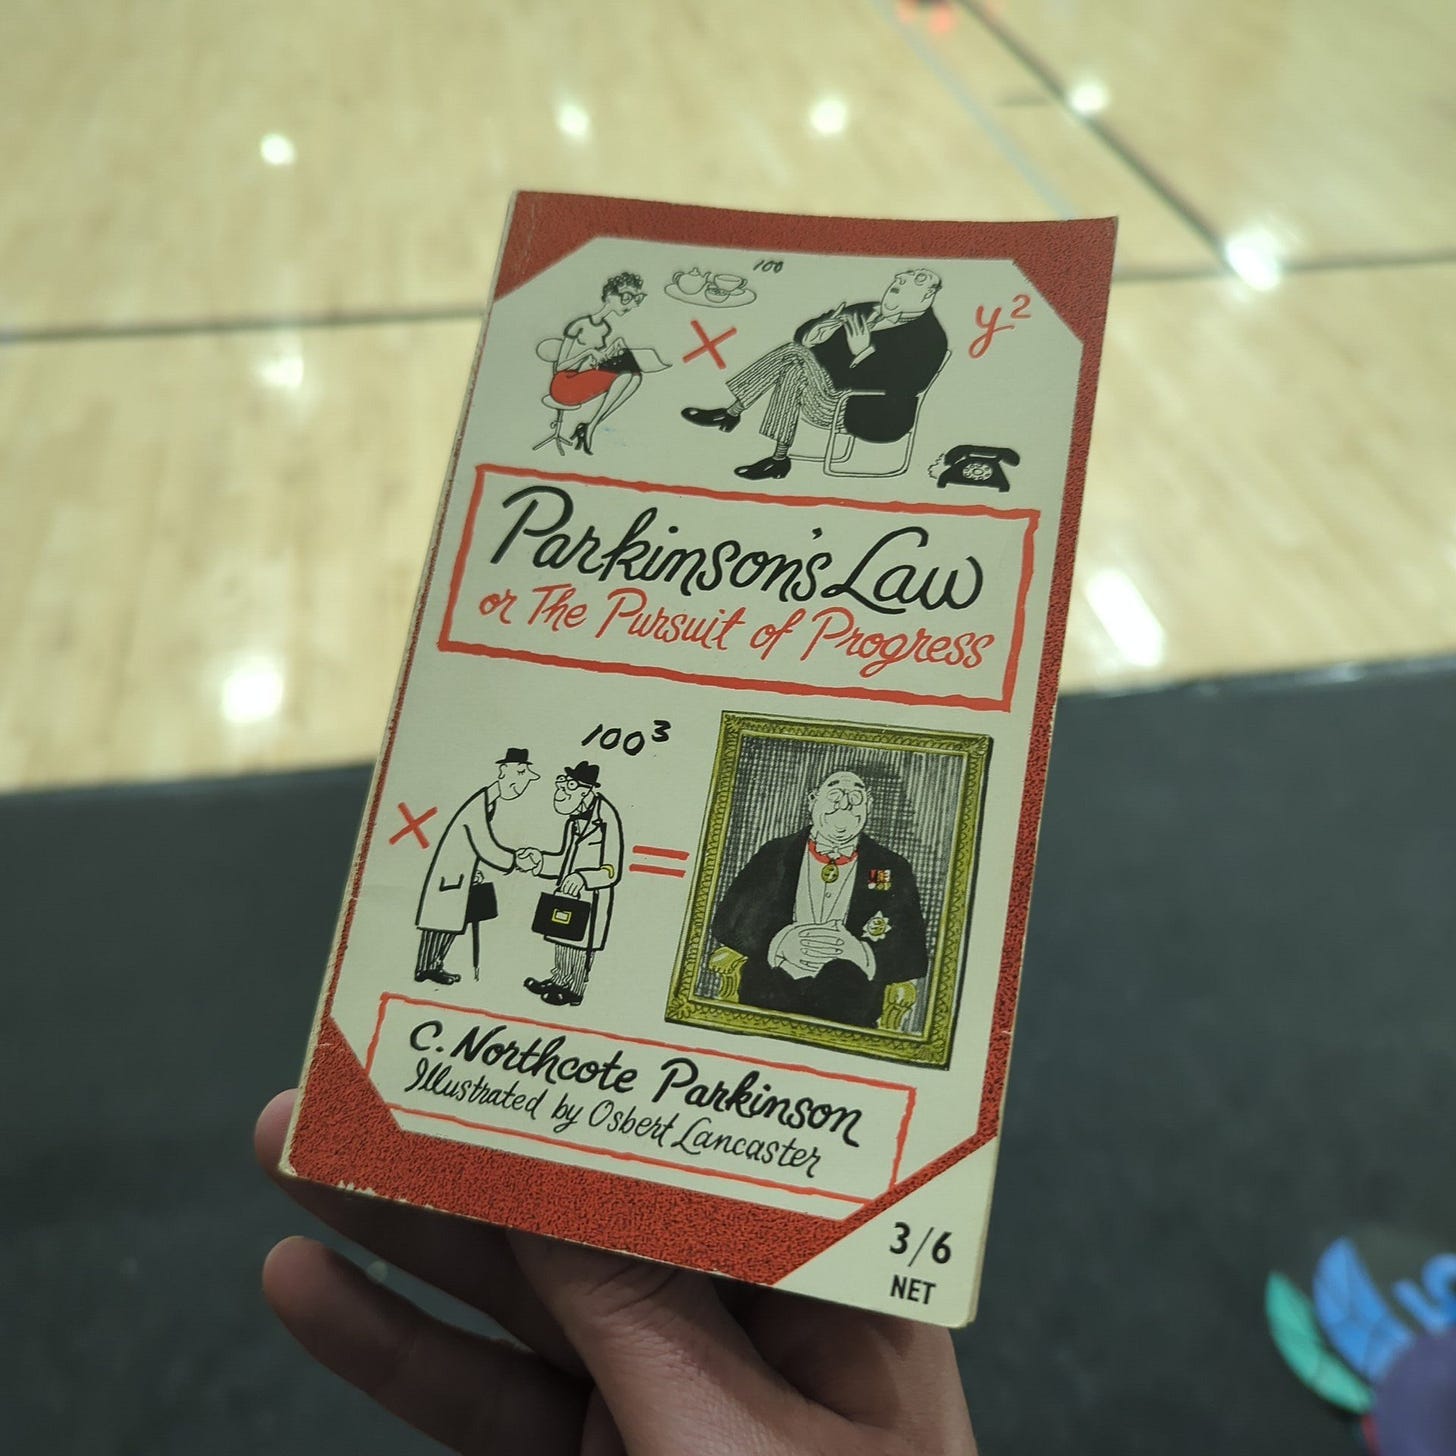 100
×
y²
Parkinson's Law
or The Pursuit of Progress
100³
×
=
C. Northcote Parkinson
Illustrated by Osbert Lancaster
3/6
NET